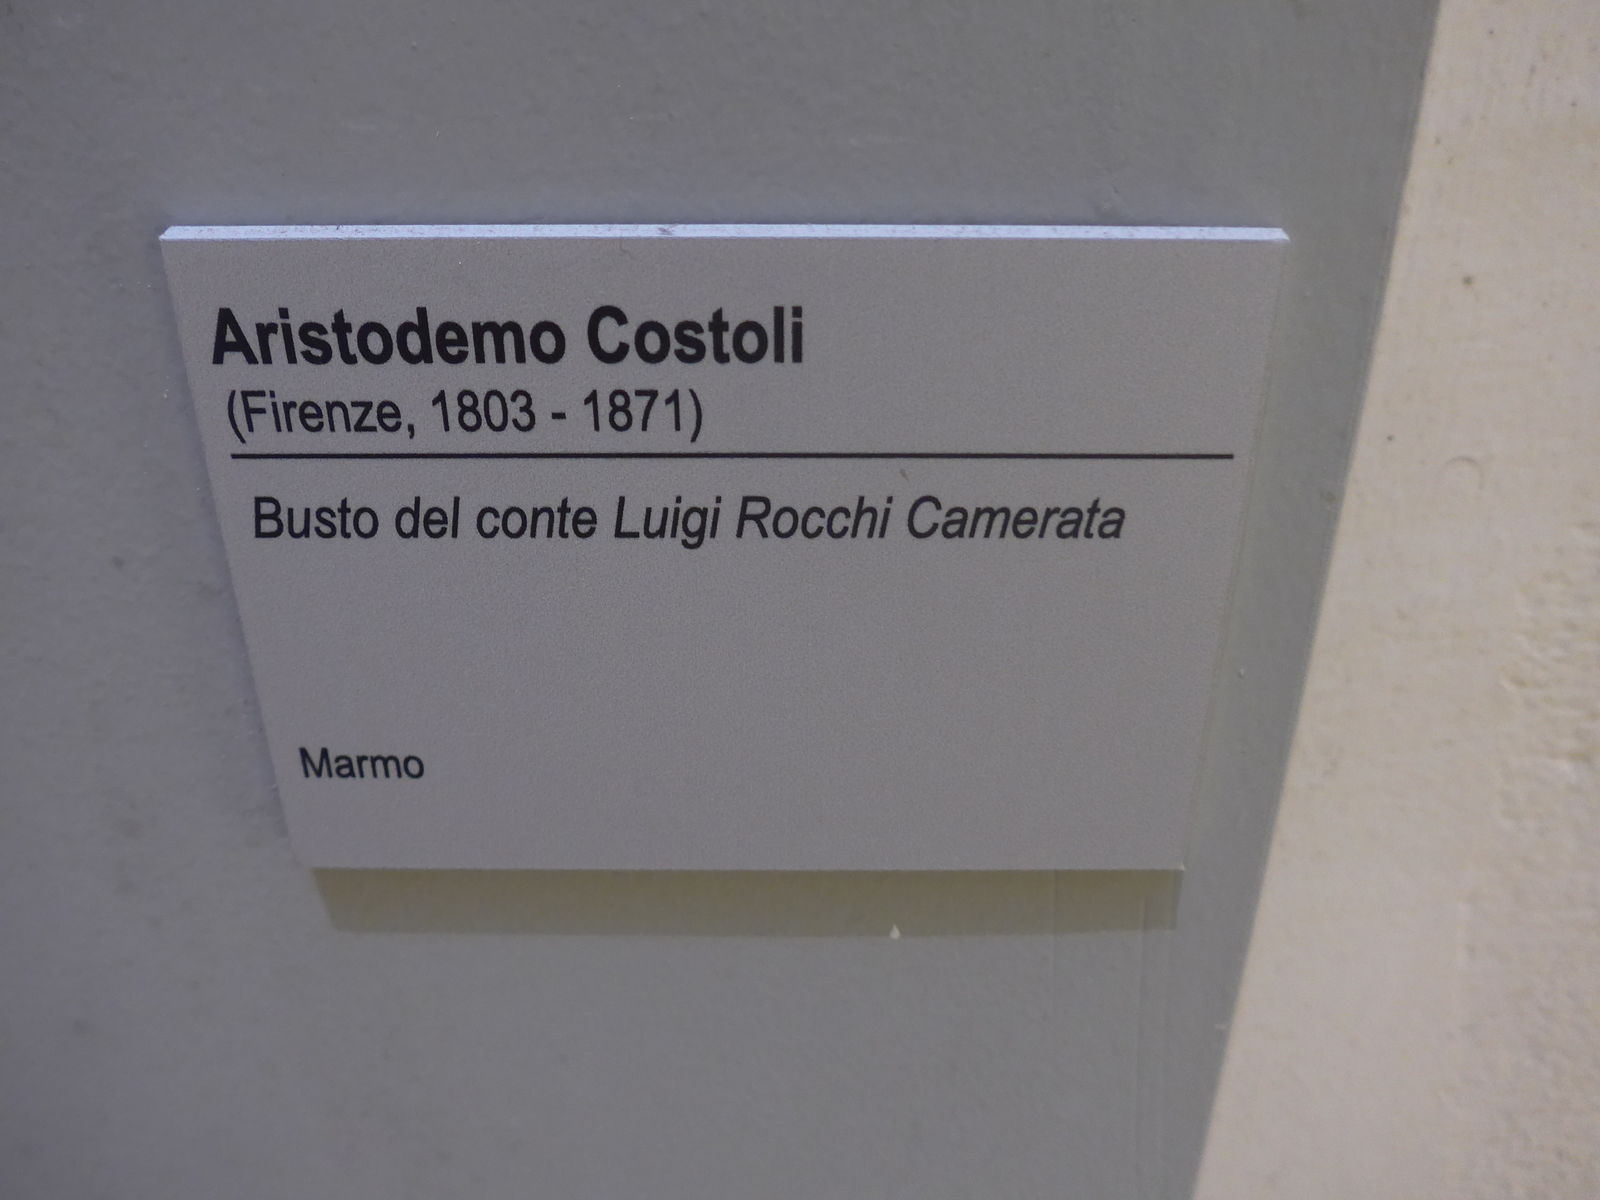 Aristodemo Costoli
(Firenze, 1803 - 1871)
Busto del conte Luigi Rocchi Camerata
Marmo